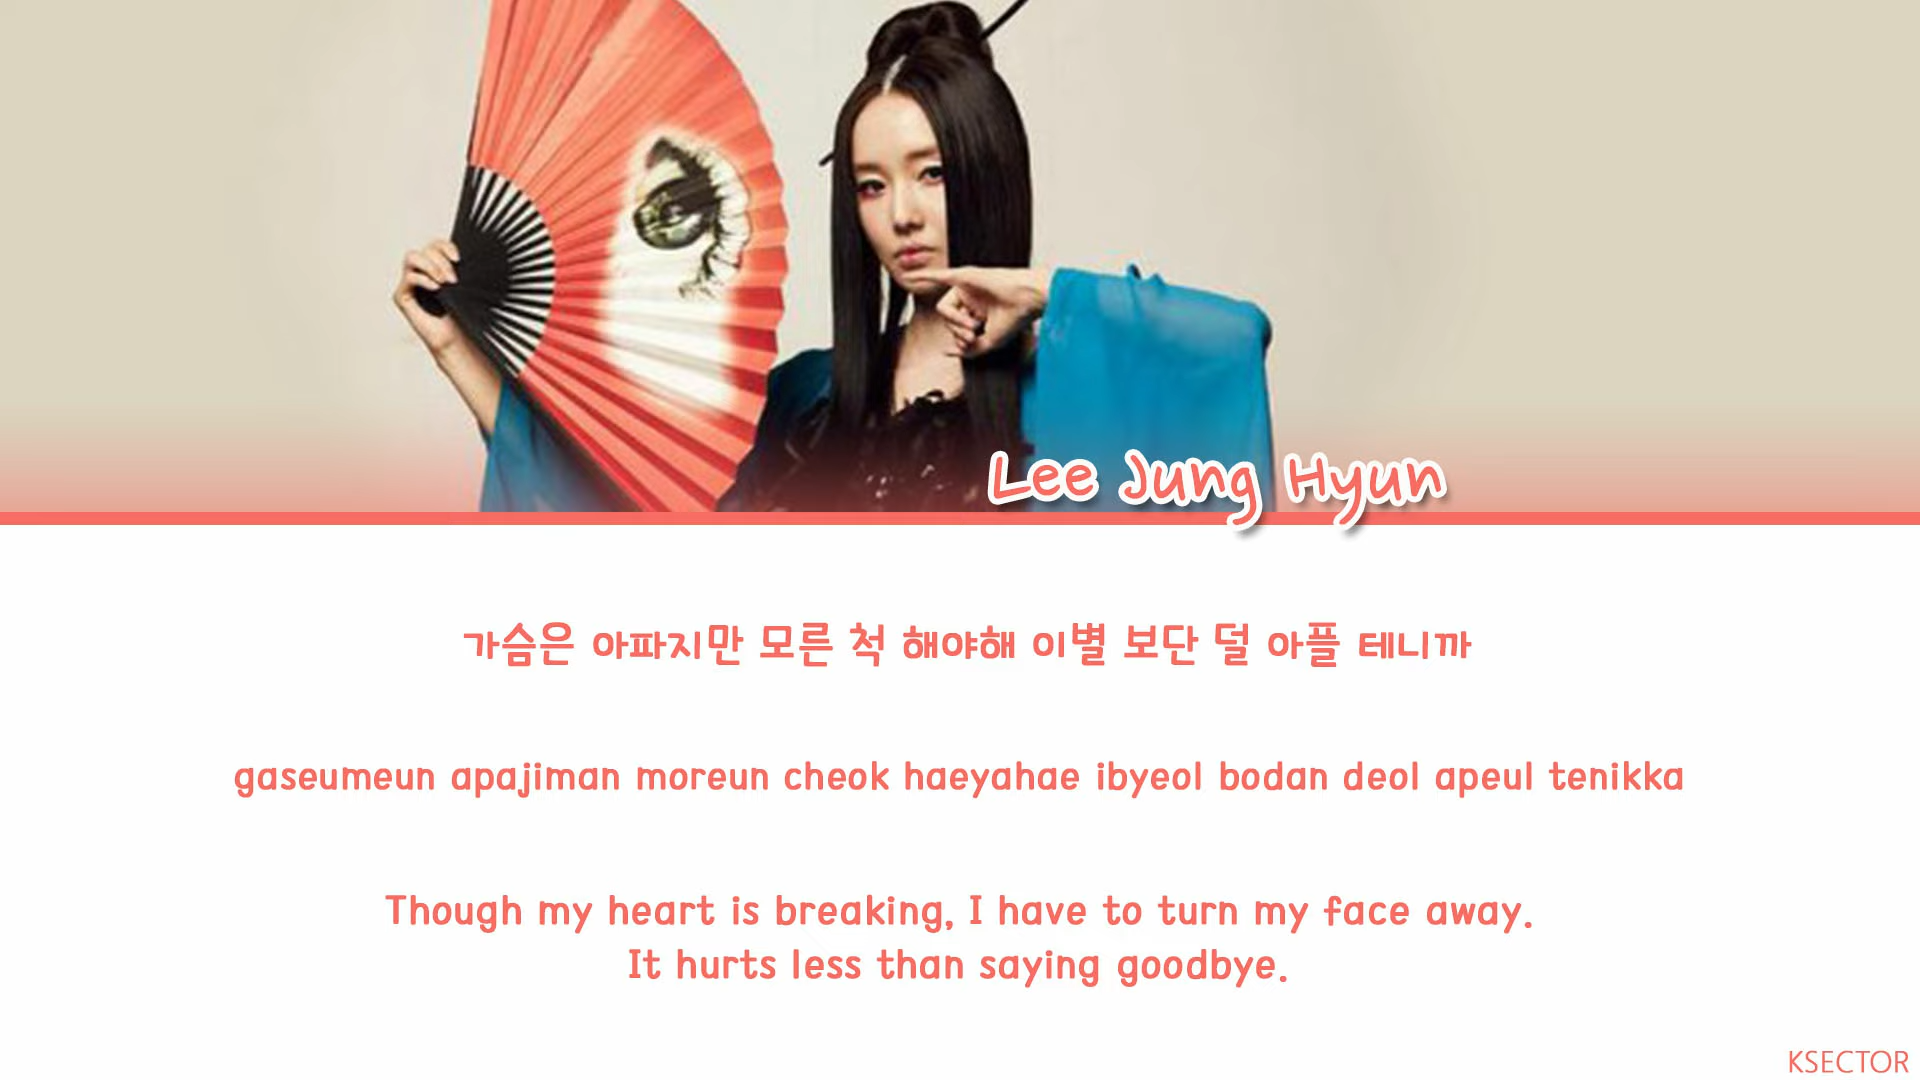 Lee Jung Hyun
가슴은 아파지만 모른 척 해야해 이별 보단 덜 아플 테니까
gaseumeun apajiman moreun cheok haeyahae ibyeol bodan deol apeul tenikka
Though my heart is breaking, I have to turn my face away.
It hurts less than saying goodbye.
KSECTOR